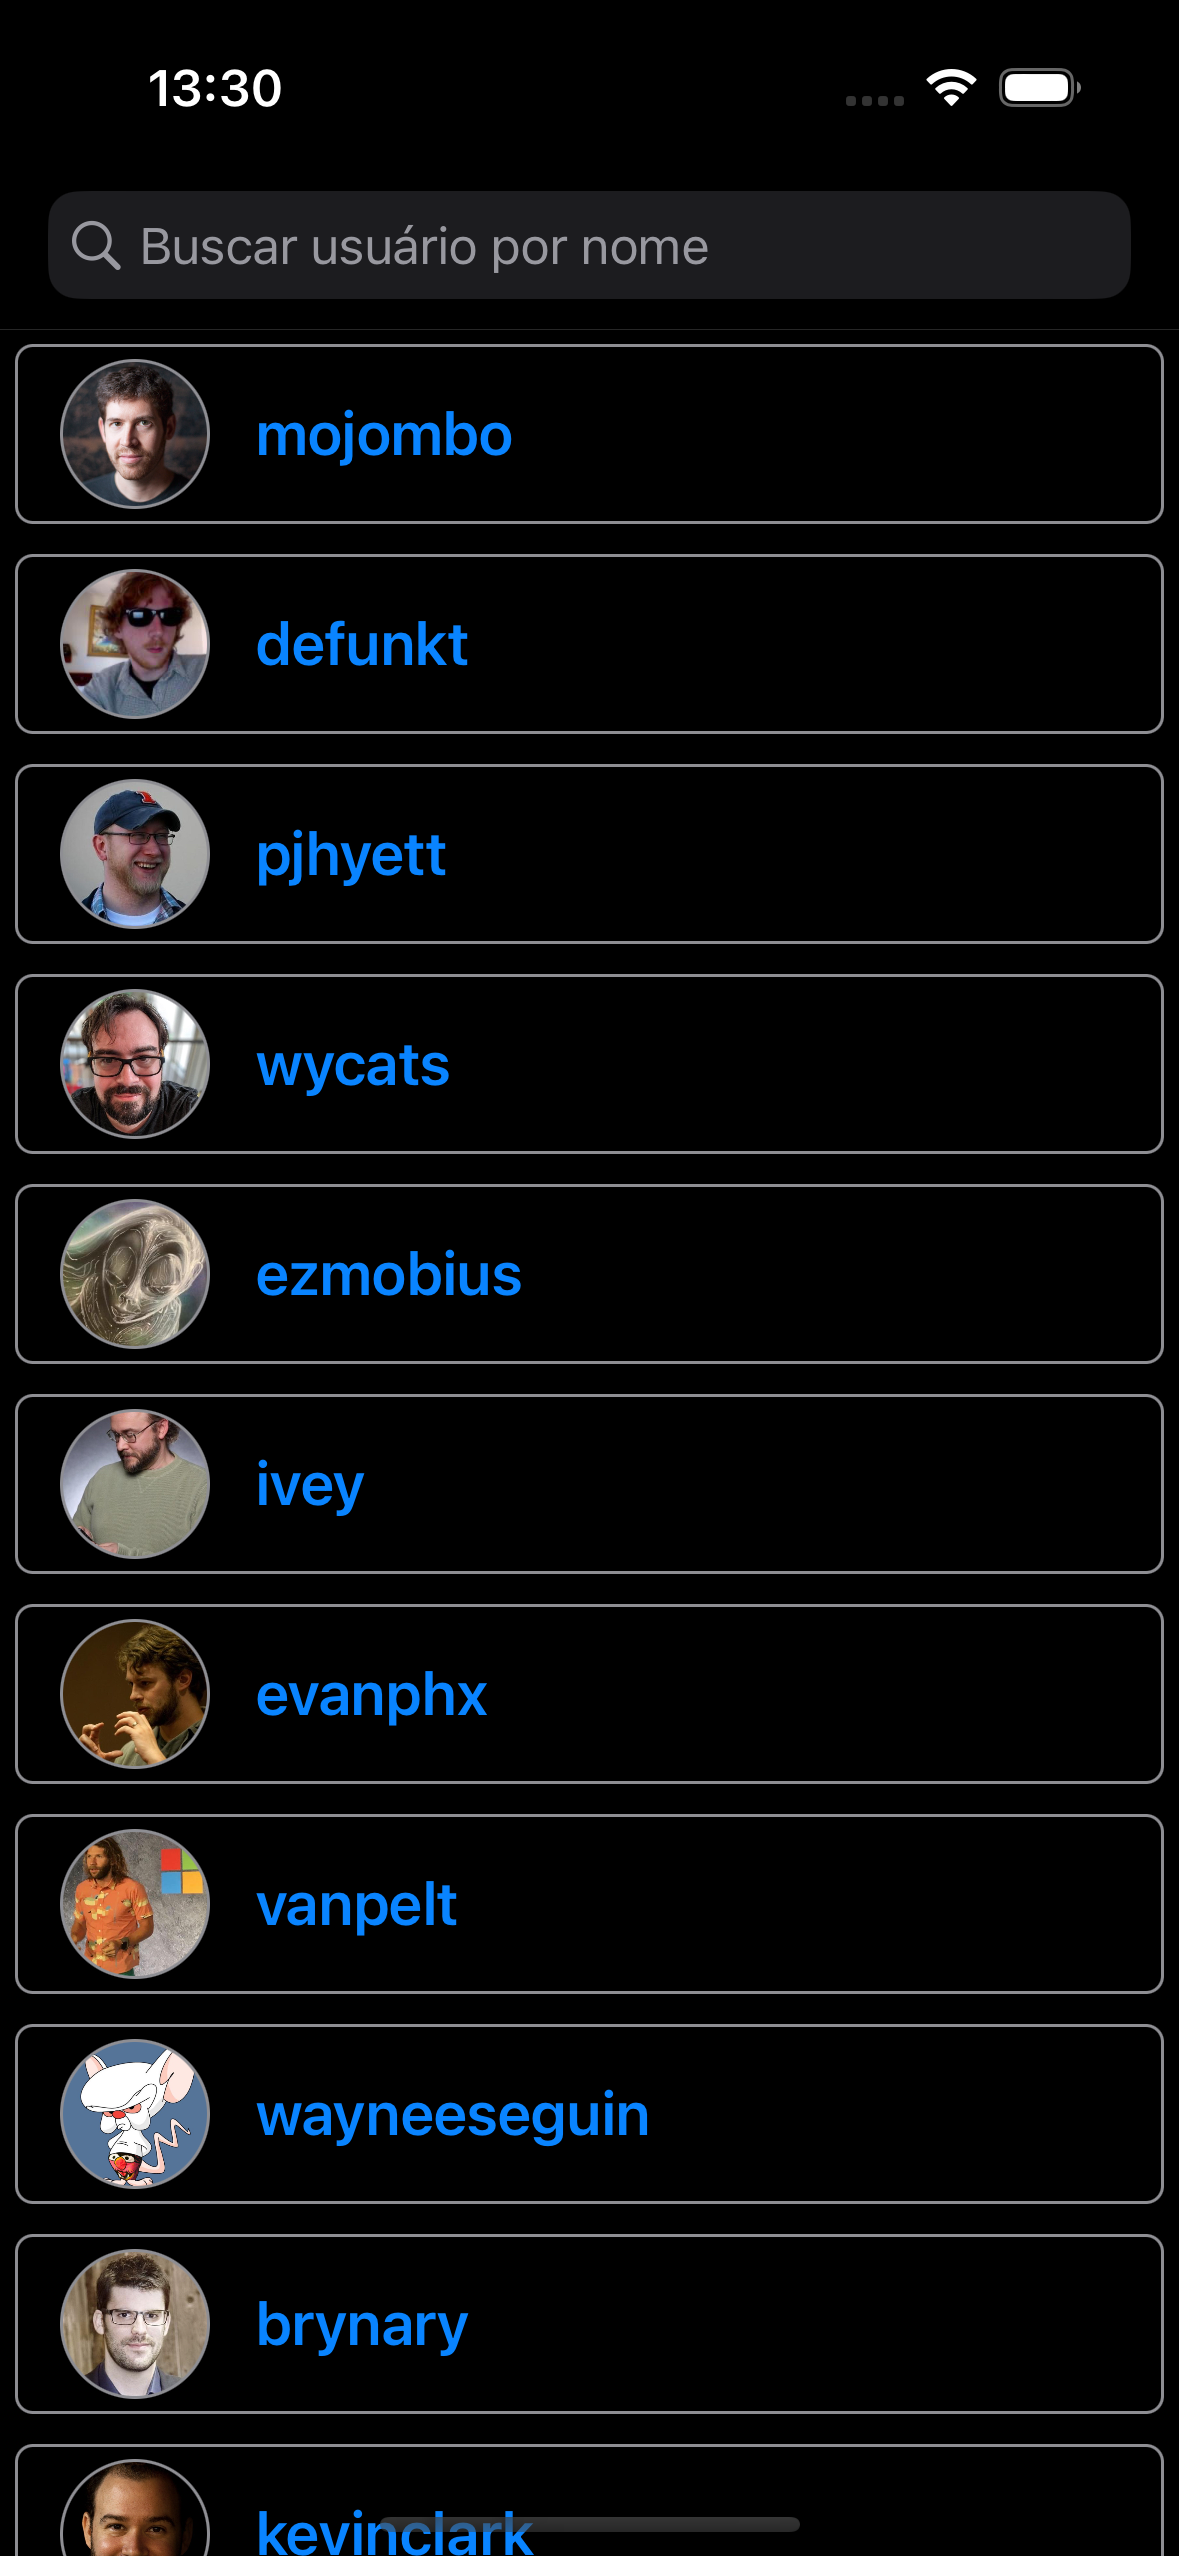 13:30
Buscar usuário por nome
mojombo
defunkt
pjhyett
wycats
ezmobius
ivey
evanphx
vanpelt
wayneeseguin
brynary
kevinclark